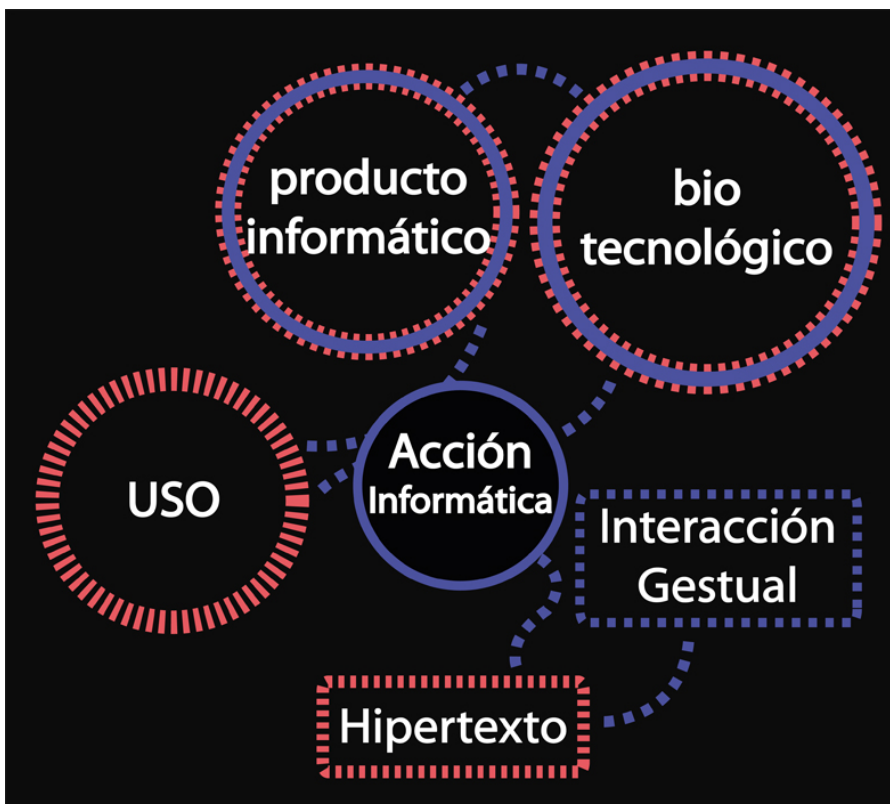 producto
informático
bio
tecnológico
Acción
Informática
USO
Interacción
Gestual
Hipertexto